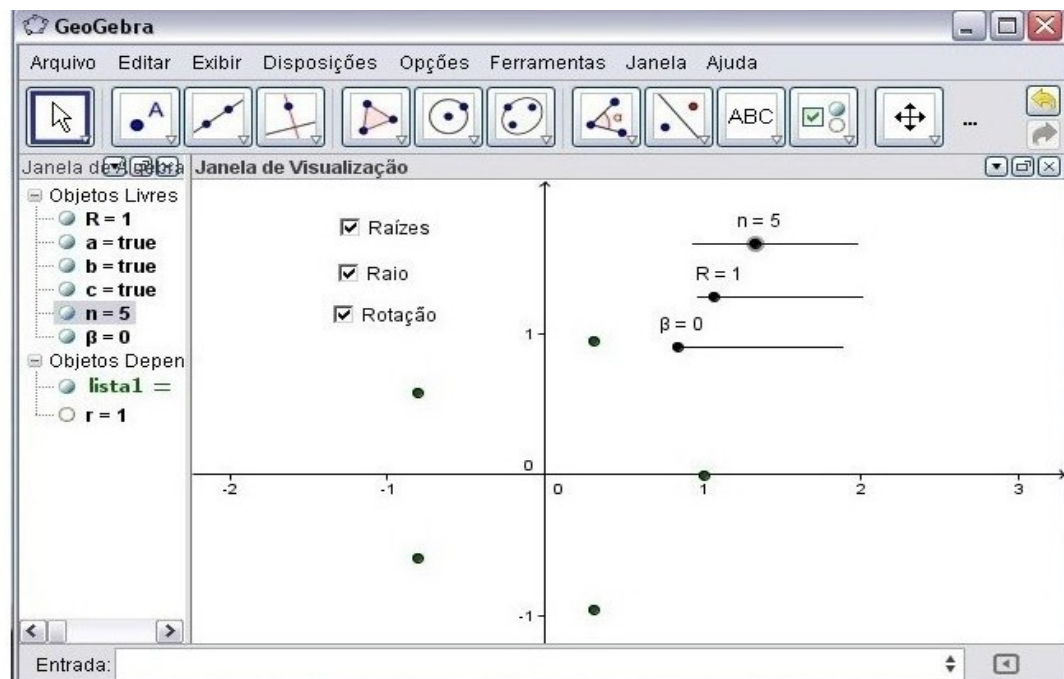 GeoGebra
Arquivo Editar Exibir Disposições Opções Ferramentas Janela Ajuda
A α ABC ...
Janela de Álgebra
Objetos Livres
R = 1
a = true
b = true
c = true
n = 5
β = 0
Objetos Depen
lista1 =
r = 1
Janela de Visualização
Raízes
Raio
Rotação
n = 5
R = 1
β = 0
1
0
-2 -1 0 1 2 3
-1
Entrada: